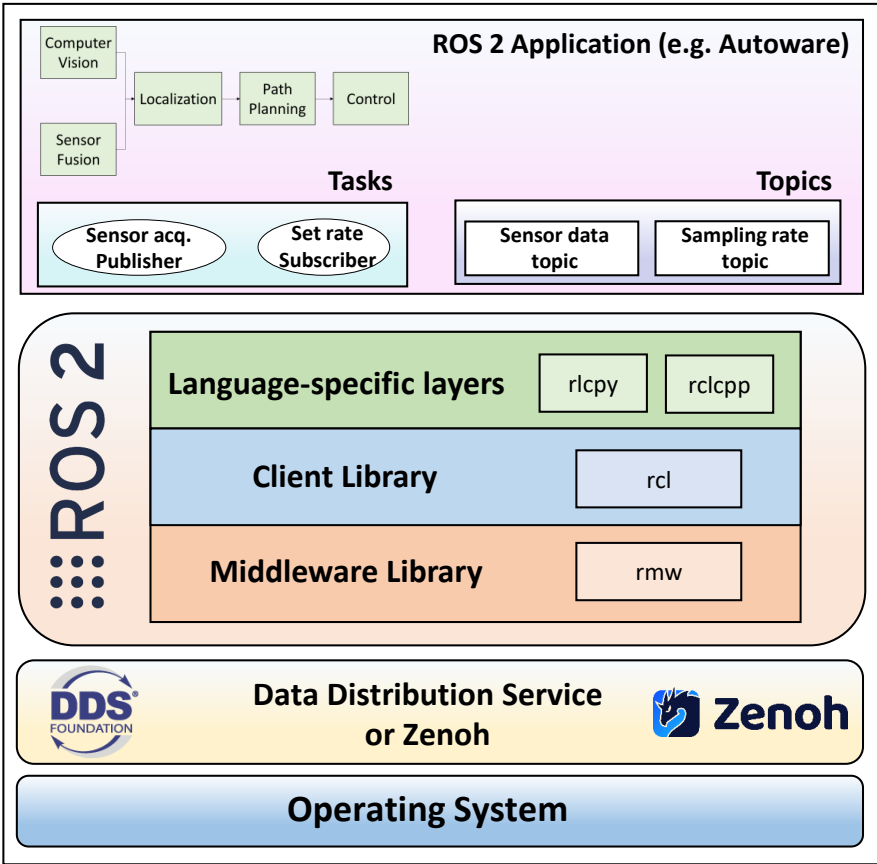 ROS 2 Application (e.g. Autoware)
Computer
Vision
Sensor
Fusion
Localization
Path
Planning
Control
Tasks
Sensor acq.
Publisher
Set rate
Subscriber
Topics
Sensor data
topic
Sampling rate
topic
ROS 2
Language-specific layers
rlcpy
rclcpp
Client Library
rcl
Middleware Library
rmw
DDS®
FOUNDATION
Data Distribution Service
or Zenoh
Zenoh
Operating System